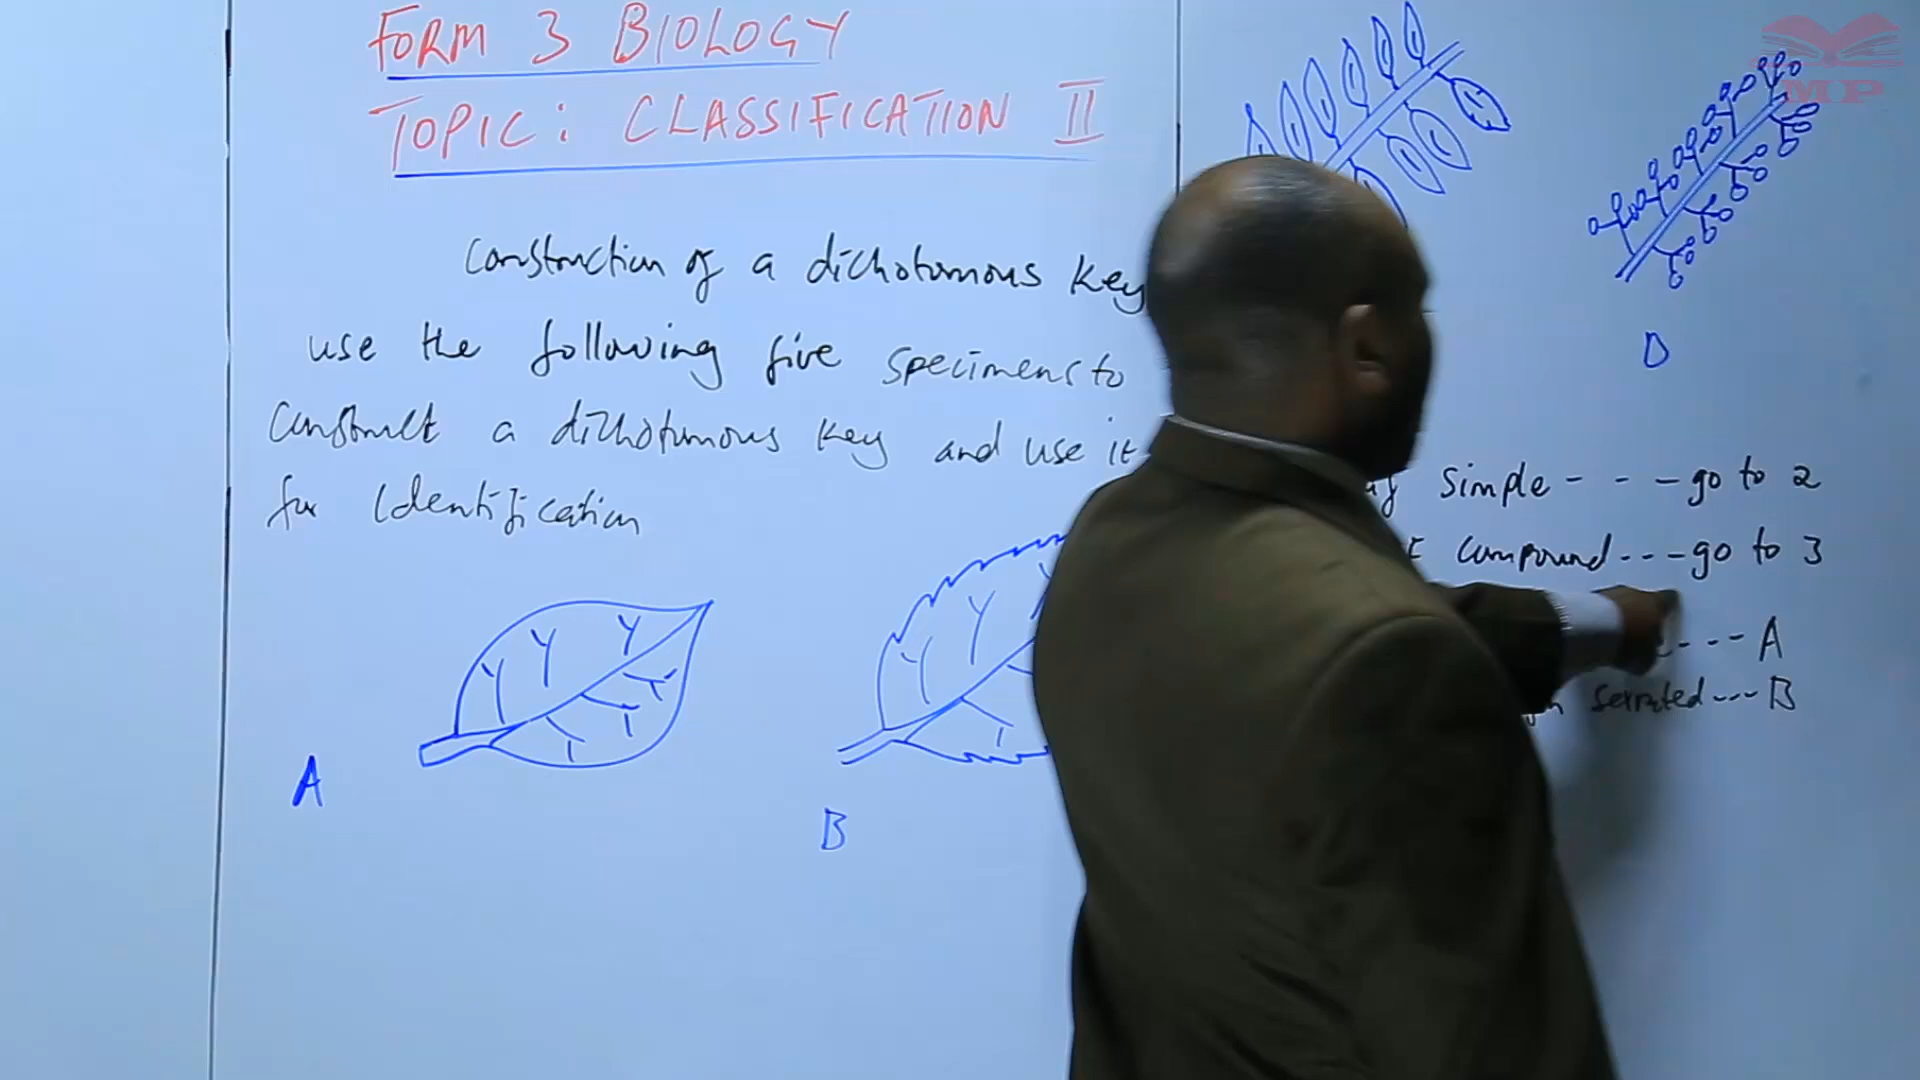 FORM 3 BIOLOGY
TOPIC: CLASSIFICATION II
Construction of a dichotomous key
use the following five specimens to
construct a dichotomous key and use it
for Identification
A
B
D
simple - - - go to 2
compound - - - go to 3
- - - A
serrated - - - B
MP